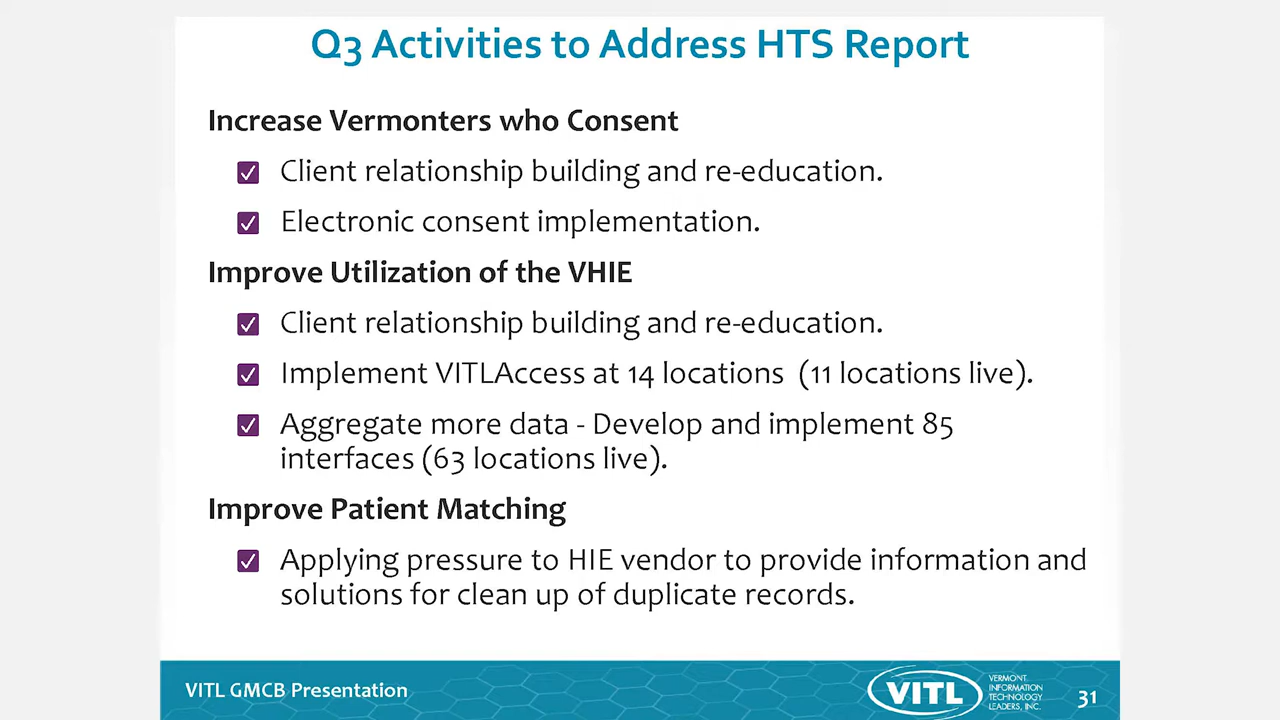 Q3 Activities to Address HTS Report
Increase Vermonters who Consent
Client relationship building and re-education.
Electronic consent implementation.
Improve Utilization of the VHIE
Client relationship building and re-education.
Implement VITLAccess at 14 locations (11 locations live).
Aggregate more data - Develop and implement 85
interfaces (63 locations live).
Improve Patient Matching
Applying pressure to HIE vendor to provide information and
solutions for clean up of duplicate records.
VITL GMCB Presentation
VITL
VERMONT
INFORMATION
TECHNOLOGY
LEADERS, INC.
31